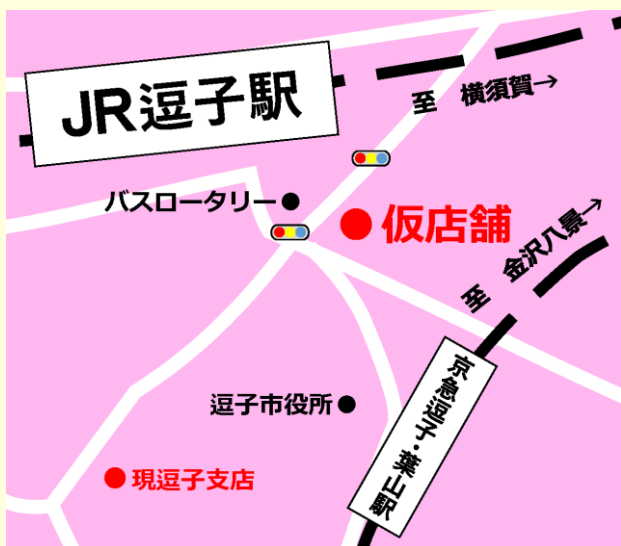 JR逗子駅
至 横須賀→
バスロータリー
仮店舗
至 金沢八景→
京急逗子・葉山駅
逗子市役所
現逗子支店